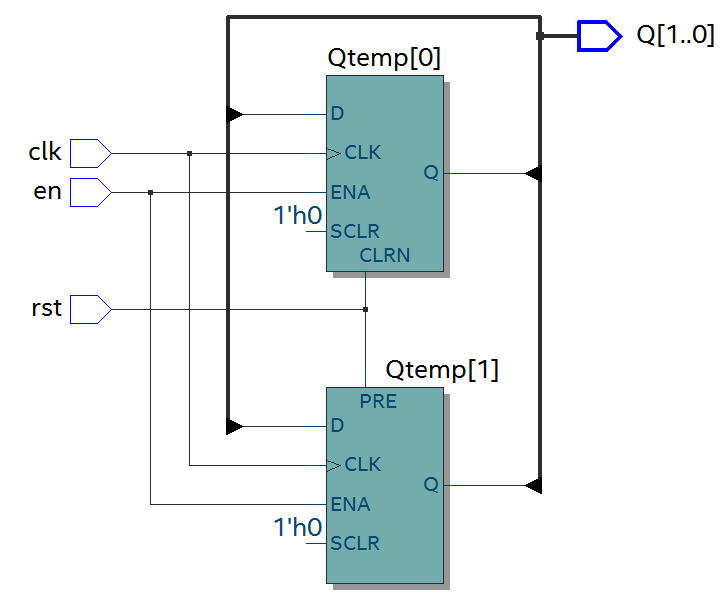 Q[1..0]
Qtemp[0]
D
clk
CLK
Q
en
ENA
1'h0
SCLR
CLRN
rst
Qtemp[1]
PRE
D
CLK
Q
ENA
1'h0
SCLR